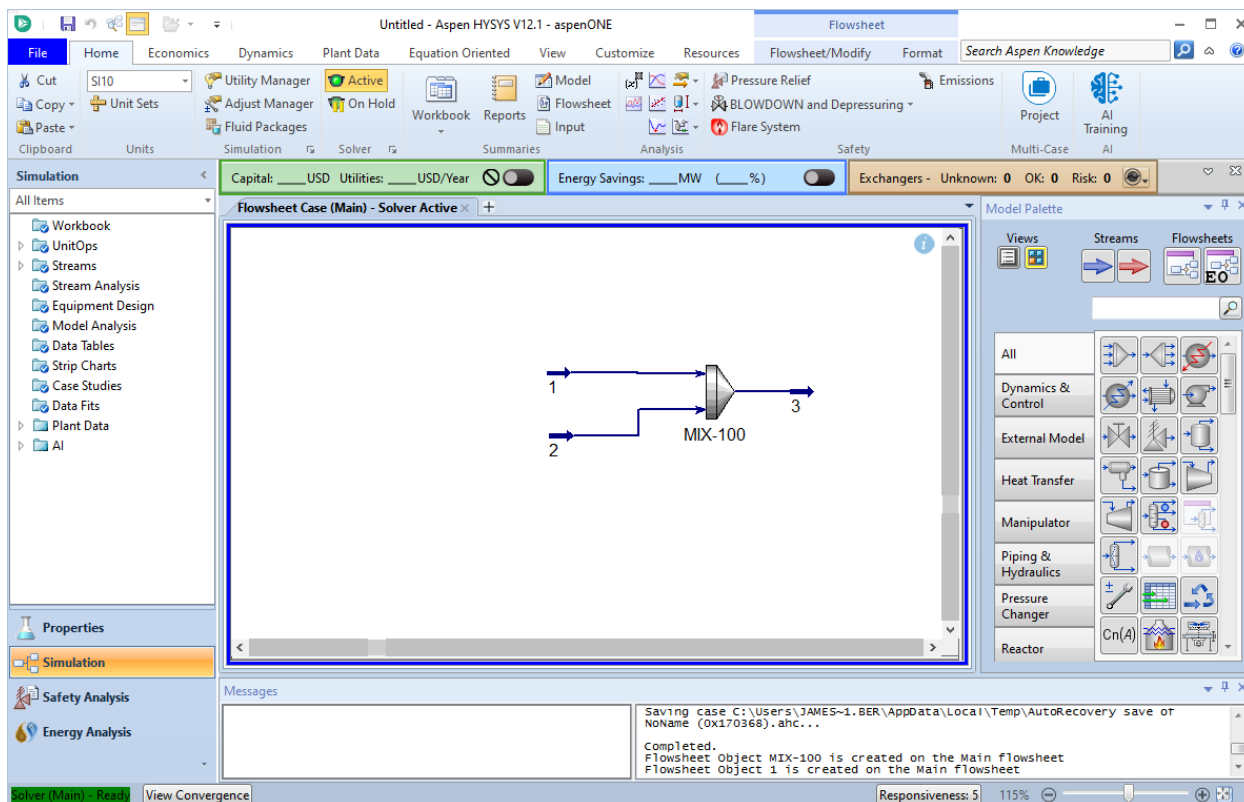 Untitled - Aspen HYSYS V12.1 - aspenONE
Flowsheet
File Home Economics Dynamics Plant Data Equation Oriented View Customize Resources Flowsheet/Modify Format Search Aspen Knowledge
Cut SI10 Utility Manager Active Model Pressure Relief Emissions
Copy Unit Sets Adjust Manager On Hold Workbook Reports Flowsheet BLOWDOWN and Depressuring Project AI Training
Paste Fluid Packages Input Flare System
Clipboard Units Simulation Solver Summaries Analysis Safety Multi-Case AI
Simulation
Capital: ____USD Utilities: ____USD/Year Energy Savings: ____MW (____%) Exchangers - Unknown: 0 OK: 0 Risk: 0
All Items
Flowsheet Case (Main) - Solver Active
Workbook
UnitOps
Streams
Stream Analysis
Equipment Design
Model Analysis
Data Tables
Strip Charts
Case Studies
Data Fits
Plant Data
AI
Properties
Simulation
Safety Analysis
Energy Analysis
1
2
3
MIX-100
Model Palette
Views Streams Flowsheets
EO
All
Dynamics & Control
External Model
Heat Transfer
Manipulator
Piping & Hydraulics
Pressure Changer
Reactor
Cn(A)
Messages
Saving case C:\Users\JAMES~1.BER\AppData\Local\Temp\AutoRecovery save of
NoName (0x170368).ahc...
Completed.
Flowsheet Object MIX-100 is created on the Main flowsheet
Flowsheet Object 1 is created on the Main flowsheet
Solver (Main) - Ready View Convergence Responsiveness: 5 115%